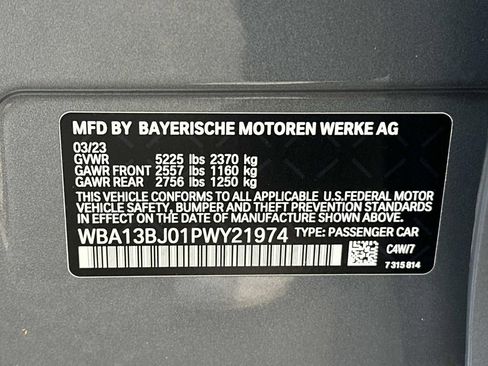 MFD BY BAYERISCHE MOTOREN WERKE AG
03/23
GVWR 5225 lbs 2370 kg
GAWR FRONT 2557 lbs 1160 kg
GAWR REAR 2756 lbs 1250 kg
THIS VEHICLE CONFORMS TO ALL APPLICABLE U.S.FEDERAL MOTOR
VEHICLE SAFETY, BUMPER, AND THEFT PREVENTION STANDARDS IN
EFFECT ON THE DATE OF MANUFACTURE SHOWN ABOVE.
WBA13BJ01PWY21974 TYPE: PASSENGER CAR
C4W/7
7 315 814